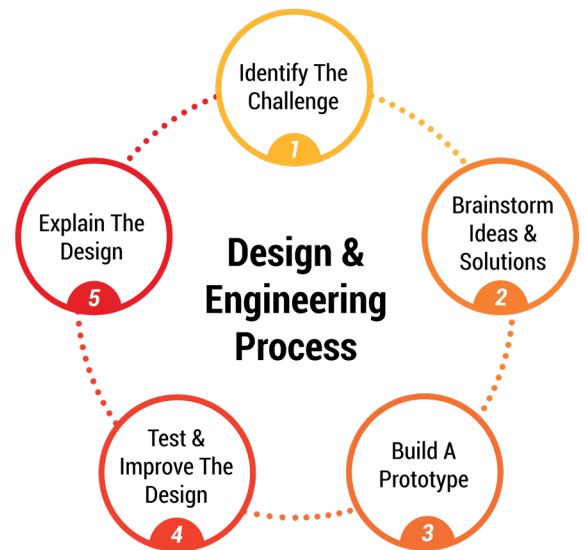 Identify The
Challenge
1
Brainstorm
Ideas &
Solutions
2
Build A
Prototype
3
Test &
Improve The
Design
4
Explain The
Design
5
Design &
Engineering
Process